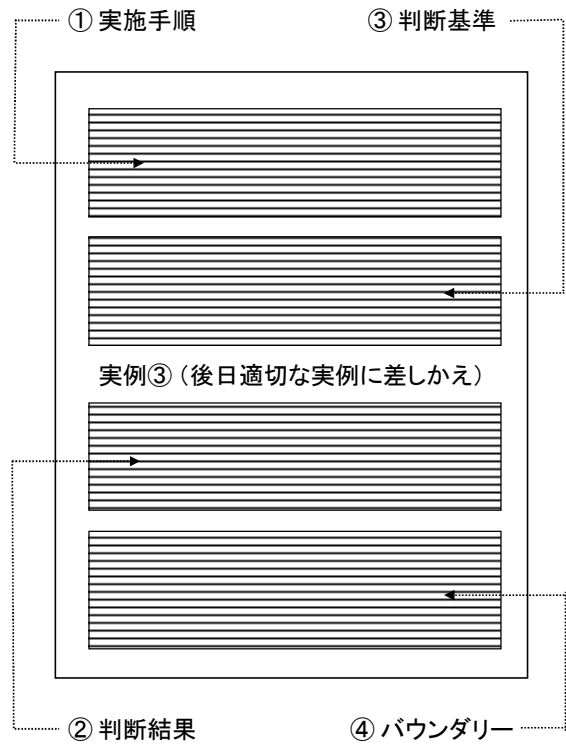 ① 実施手順
③ 判断基準
実例③ (後日適切な実例に差しかえ)
② 判断結果
④ バウンダリー